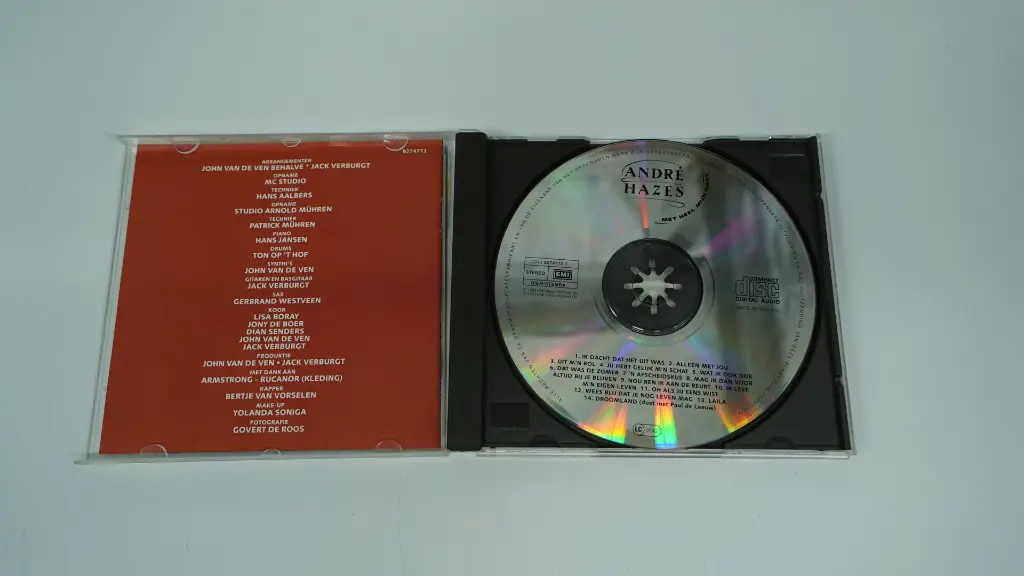 8274772
ARRANGEMENTEN
JOHN VAN DE VEN BEHALVE * JACK VERBURGT
OPNAME
MC STUDIO
TECHNIEK
HANS AALBERS
OPNAME
STUDIO ARNOLD MÜHREN
TECHNIEK
PATRICK MÜHREN
PIANO
HANS JANSEN
DRUMS
TON OP 'T HOF
SYNTHI'S
JOHN VAN DE VEN
GITAREN EN BASGITAAR
JACK VERBURGT
SAX
GERBRAND WESTVEEN
KOOR
LISA BORAY
JONY DE BOER
DIAN SENDERS
JOHN VAN DE VEN
JACK VERBURGT
PRODUKTIE
JOHN VAN DE VEN • JACK VERBURGT
MET DANK AAN
ARMSTRONG - RUCANOR (KLEDING)
KAPPER
BERTJE VAN VORSELEN
MAKE-UP
YOLANDA SONIGA
FOTOGRAFIE
GOVERT DE ROOS
ANDRÉ
HAZES
MET HEEL MIJN HART
8274772
STEREO
EMI
BIEM/STEMRA
COMPACT
disc
DIGITAL AUDIO
1. IK DACHT DAT HET UIT WAS 2. ALLEEN MET JOU
3. UIT M'N BOL 4. JIJ HEBT GELIJK M'N SCHAT 5. WAT IK OOK DOE
6. DAT WAS DE ZOMER 7. 'N AFSCHEIDSKUS 8. MAG IK DAN VOOR
ALTIJD BIJ JE BLIJVEN 9. NOU BEN IK AAN DE BEURT 10. IK LEEF
M'N EIGEN LEVEN 11. OH ALS JIJ EENS WIST
12. WEES BLIJ DAT JE NOG LEVEN MAG 13. LAILA
14. DROOMLAND (duet met Paul de Leeuw)
LC